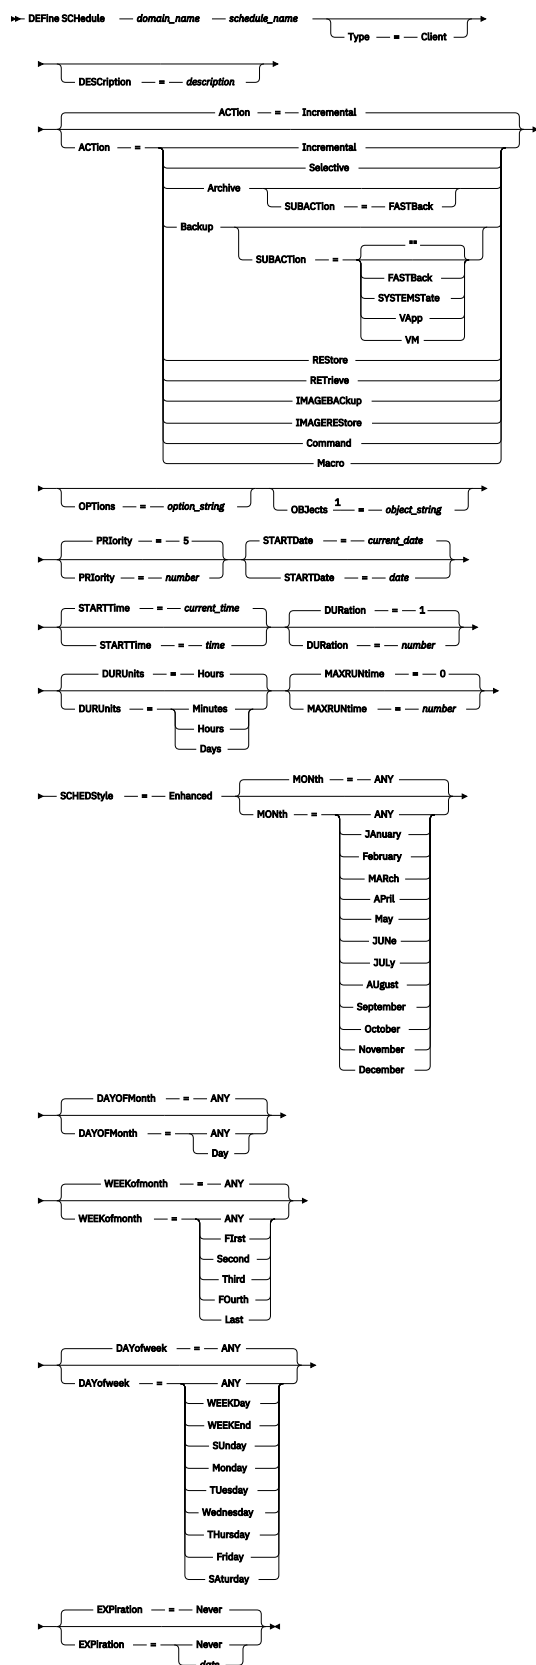 DEFine SCHedule — domain_name — schedule_name
Type — = — Client
DESCription — = — description
ACTion — = — Incremental
ACTion — = — Incremental
Selective
Archive
SUBACTion — = — FASTBack
Backup
""
SUBACTion — =
FASTBack
SYSTEMSTate
VApp
VM
REStore
RETrieve
IMAGEBACkup
IMAGEREStore
Command
Macro
OPTions — = — option_string
OBJects 1 = — object_string
PRIority — = — 5
STARTDate — = — current_date
PRIority — = — number
STARTDate — = — date
STARTTime — = — current_time
DURation — = — 1
STARTTime — = — time
DURation — = — number
DURUnits — = — Hours
MAXRUNtime — = — 0
DURUnits — = — Minutes
MAXRUNtime — = — number
Hours
Days
MONth — = — ANY
SCHEDStyle — = — Enhanced
MONth — = — ANY
JAnuary
February
MARch
APril
May
JUNe
JULy
AUgust
September
October
November
December
DAYOFMonth — = — ANY
DAYOFMonth — = — ANY
Day
WEEKofmonth — = — ANY
WEEKofmonth — = — ANY
FIrst
Second
Third
FOurth
Last
DAYofweek — = — ANY
DAYofweek — = — ANY
WEEKDay
WEEKEnd
SUnday
Monday
TUesday
Wednesday
THursday
Friday
SAturday
EXPiration — = — Never
EXPiration — = — Never
date